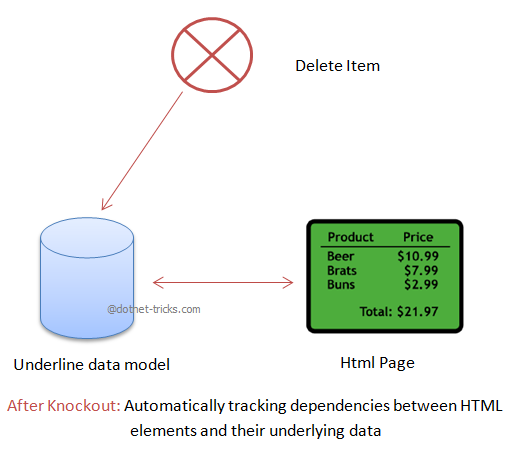 Delete Item
Product Price
Beer $10.99
Brats $7.99
Buns $2.99
Total: $21.97
@dotnet-tricks.com
Underline data model
Html Page
After Knockout: Automatically tracking dependencies between HTML
elements and their underlying data